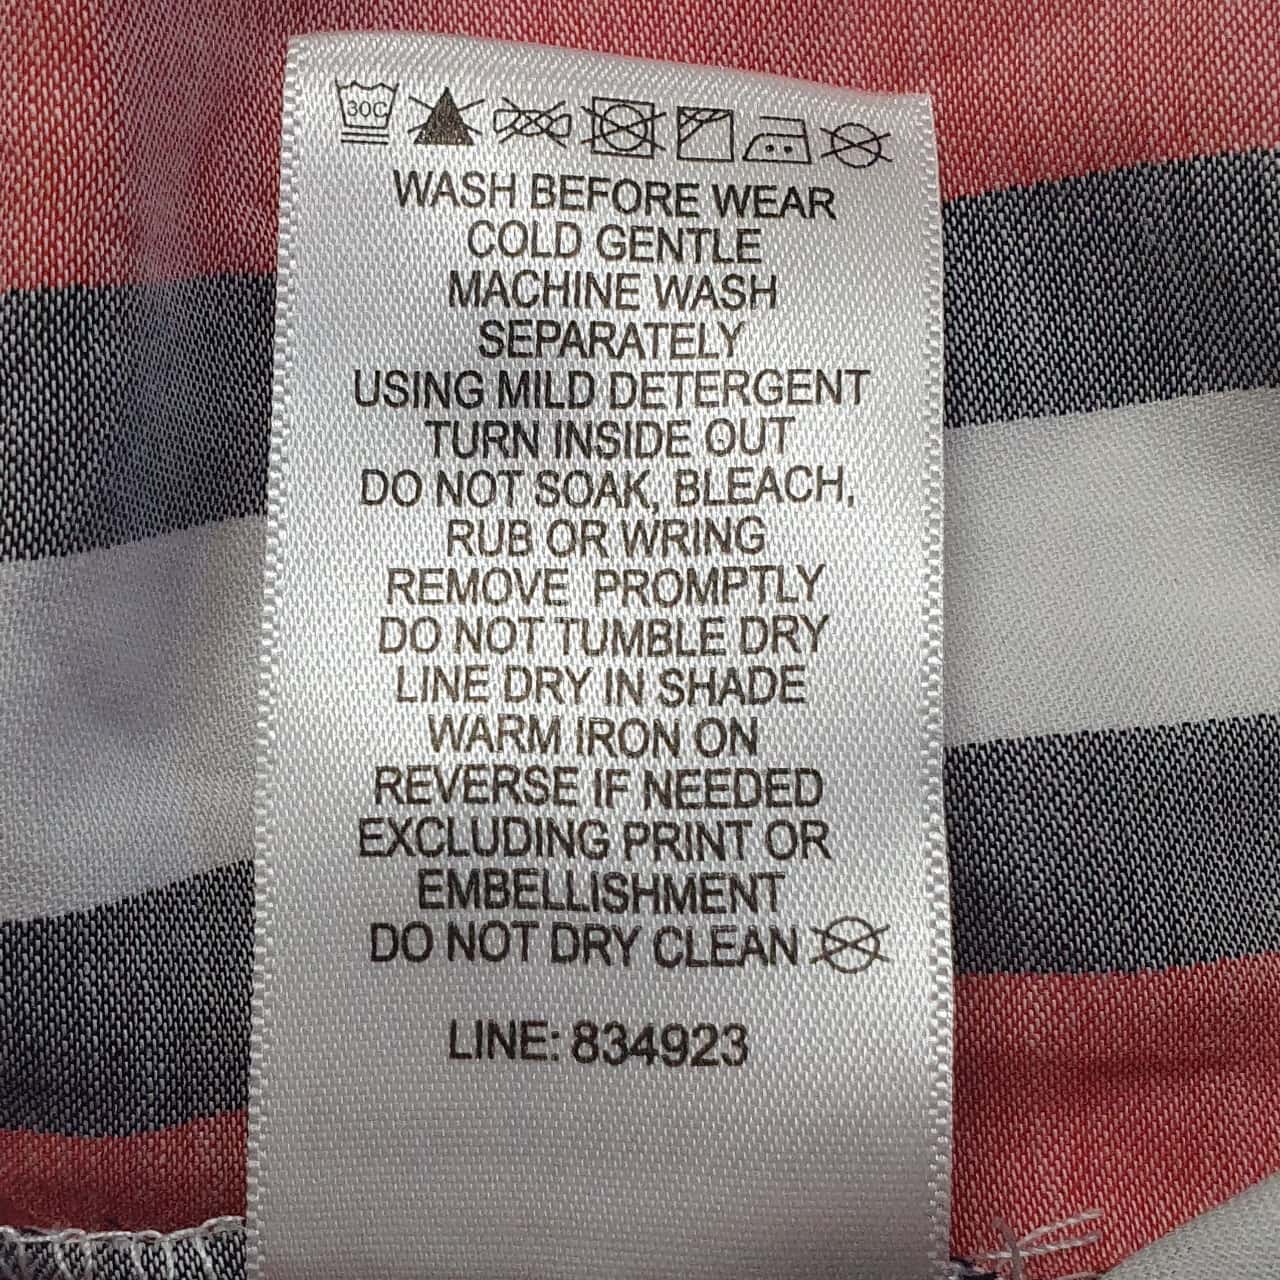 30C
WASH BEFORE WEAR
COLD GENTLE
MACHINE WASH
SEPARATELY
USING MILD DETERGENT
TURN INSIDE OUT
DO NOT SOAK, BLEACH,
RUB OR WRING
REMOVE PROMPTLY
DO NOT TUMBLE DRY
LINE DRY IN SHADE
WARM IRON ON
REVERSE IF NEEDED
EXCLUDING PRINT OR
EMBELLISHMENT
DO NOT DRY CLEAN
LINE: 834923